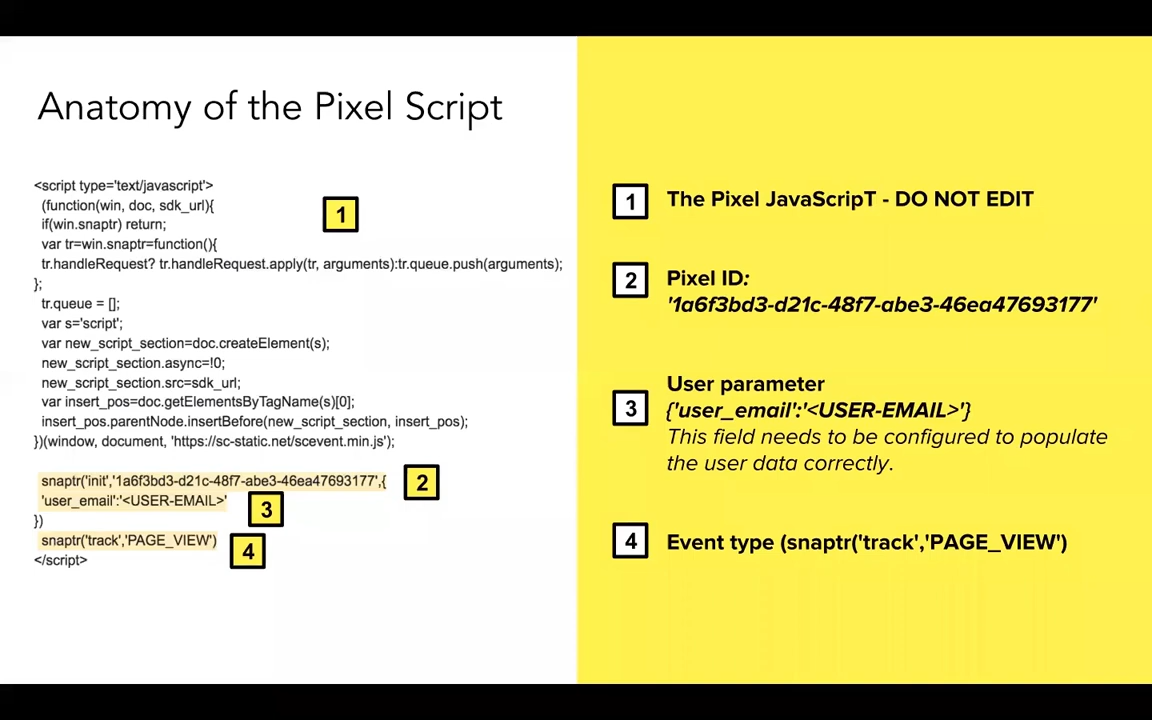 Anatomy of the Pixel Script
<script type='text/javascript'>
(function(win, doc, sdk_url){
if(win.snaptr) return;
var tr=win.snaptr=function(){
tr.handleRequest? tr.handleRequest.apply(tr, arguments):tr.queue.push(arguments);
};
tr.queue = [];
var s='script';
var new_script_section=doc.createElement(s);
new_script_section.async=!0;
new_script_section.src=sdk_url;
var insert_pos=doc.getElementsByTagName(s)[0];
insert_pos.parentNode.insertBefore(new_script_section, insert_pos);
})(window, document, 'https://sc-static.net/scevent.min.js');
1
snaptr('init','1a6f3bd3-d21c-48f7-abe3-46ea47693177',{
2
'user_email':'<USER-EMAIL>'
3
})
snaptr('track','PAGE_VIEW')
4
</script>
1
The Pixel JavaScripT - DO NOT EDIT
2
Pixel ID:
'1a6f3bd3-d21c-48f7-abe3-46ea47693177'
3
User parameter
{'user_email':'<USER-EMAIL>'}
This field needs to be configured to populate
the user data correctly.
4
Event type (snaptr('track','PAGE_VIEW')